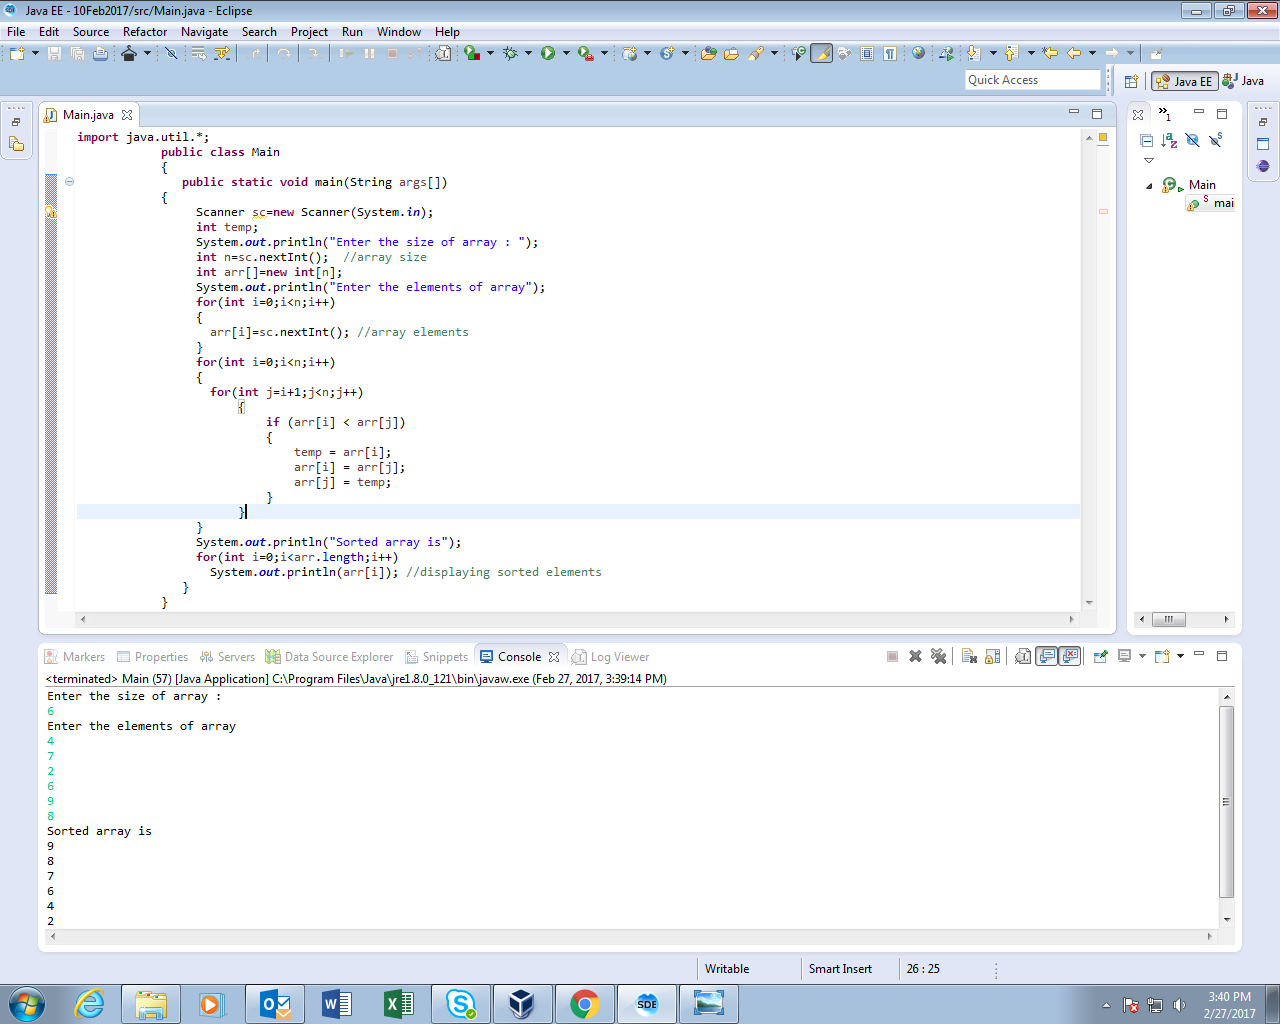 Java EE - 10Feb2017/src/Main.java - Eclipse
File Edit Source Refactor Navigate Search Project Run Window Help
Quick Access
Java EE
Java
Main.java
import java.util.*;
public class Main
{
public static void main(String args[])
{
Scanner sc=new Scanner(System.in);
int temp;
System.out.println("Enter the size of array : ");
int n=sc.nextInt();  //array size
int arr[]=new int[n];
System.out.println("Enter the elements of array");
for(int i=0;i<n;i++)
{
arr[i]=sc.nextInt(); //array elements
}
for(int i=0;i<n;i++)
{
for(int j=i+1;j<n;j++)
{
if (arr[i] < arr[j])
{
temp = arr[i];
arr[i] = arr[j];
arr[j] = temp;
}
}
}
System.out.println("Sorted array is");
for(int i=0;i<arr.length;i++)
System.out.println(arr[i]); //displaying sorted elements
}
}
Main
mai
Markers Properties Servers Data Source Explorer Snippets Console Log Viewer
<terminated> Main (57) [Java Application] C:\Program Files\Java\jre1.8.0_121\bin\javaw.exe (Feb 27, 2017, 3:39:14 PM)
Enter the size of array :
6
Enter the elements of array
4
7
2
6
9
8
Sorted array is
9
8
7
6
4
2
Writable
Smart Insert
26 : 25
SDE
3:40 PM
2/27/2017